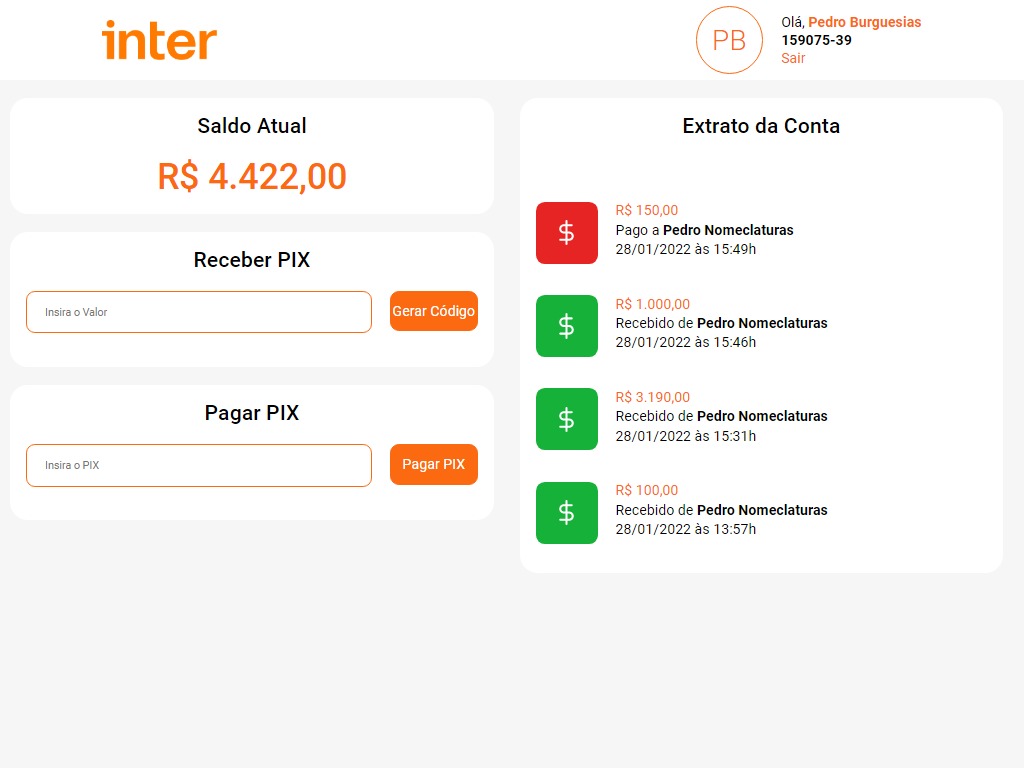 inter
PB
Olá, Pedro Burguesias
159075-39
Sair
Saldo Atual
R$ 4.422,00
Receber PIX
Insira o Valor
Gerar Código
Pagar PIX
Insira o PIX
Pagar PIX
Extrato da Conta
$
R$ 150,00
Pago a Pedro Nomeclaturas
28/01/2022 às 15:49h
$
R$ 1.000,00
Recebido de Pedro Nomeclaturas
28/01/2022 às 15:46h
$
R$ 3.190,00
Recebido de Pedro Nomeclaturas
28/01/2022 às 15:31h
$
R$ 100,00
Recebido de Pedro Nomeclaturas
28/01/2022 às 13:57h